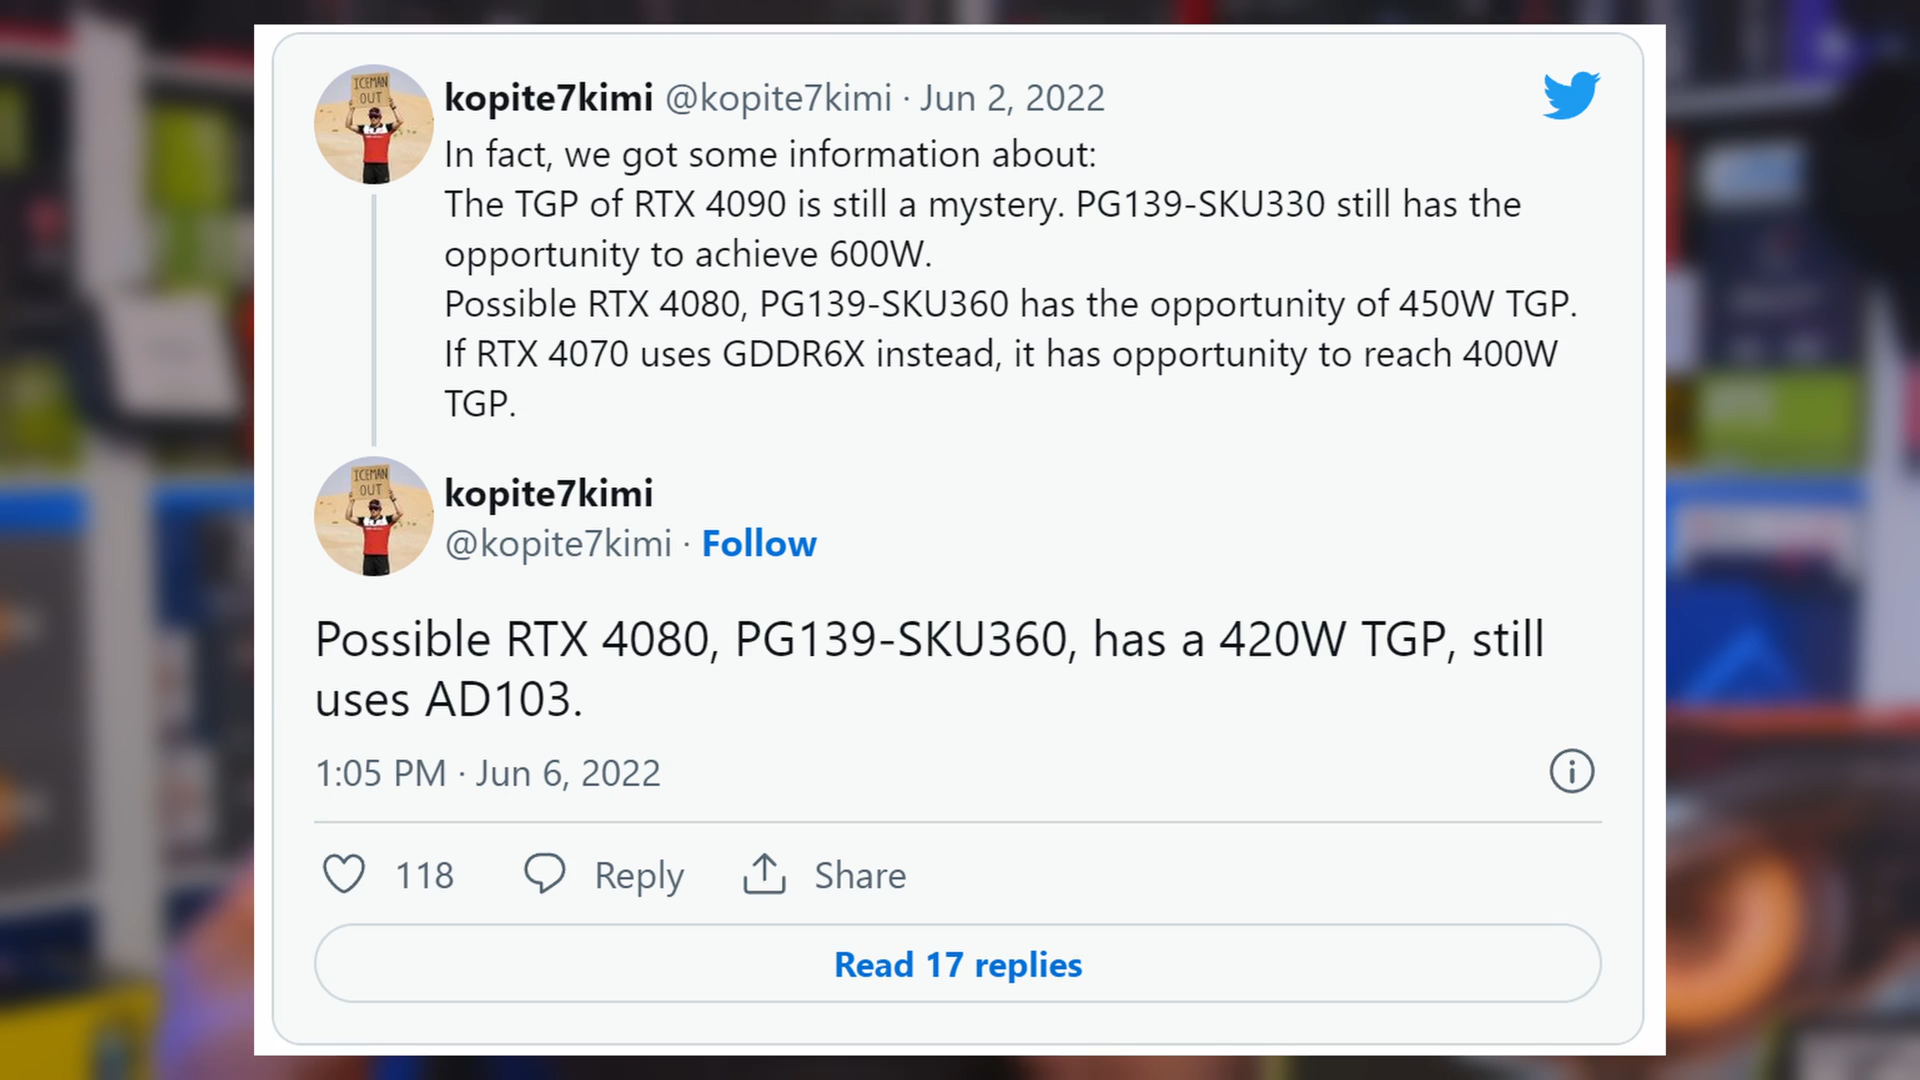 ICEMAN
OUT
kopite7kimi @kopite7kimi · Jun 2, 2022
In fact, we got some information about:
The TGP of RTX 4090 is still a mystery. PG139-SKU330 still has the
opportunity to achieve 600W.
Possible RTX 4080, PG139-SKU360 has the opportunity of 450W TGP.
If RTX 4070 uses GDDR6X instead, it has opportunity to reach 400W
TGP.
ICEMAN
OUT
kopite7kimi
@kopite7kimi · Follow
Possible RTX 4080, PG139-SKU360, has a 420W TGP, still
uses AD103.
1:05 PM · Jun 6, 2022
118 Reply Share
Read 17 replies